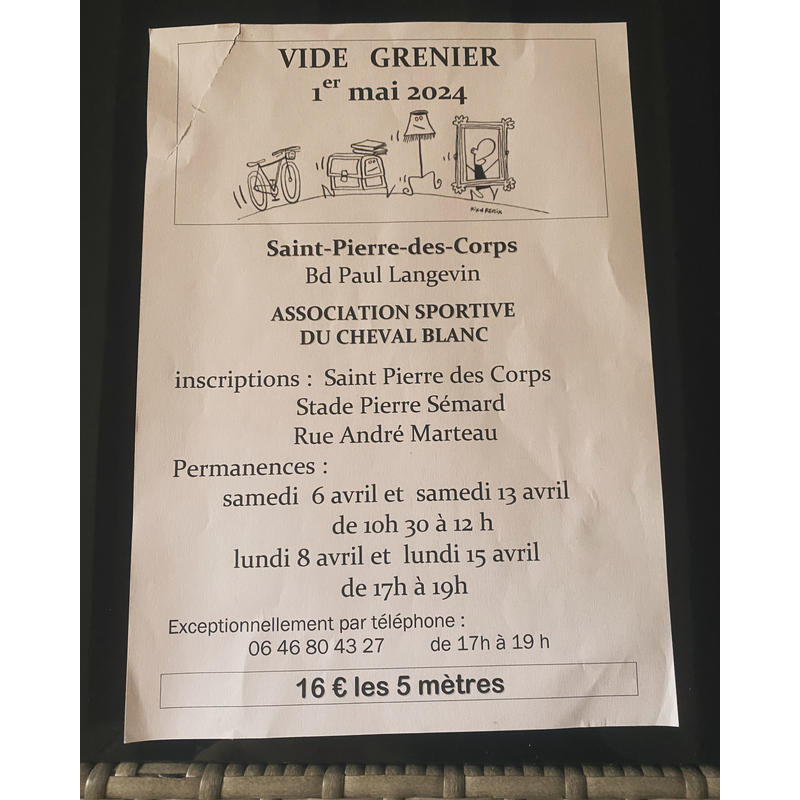 VIDE GRENIER
1er mai 2024
Saint-Pierre-des-Corps
Bd Paul Langevin
ASSOCIATION SPORTIVE
DU CHEVAL BLANC
inscriptions : Saint Pierre des Corps
Stade Pierre Sémard
Rue André Marteau
Permanences :
samedi 6 avril et samedi 13 avril
de 10h 30 à 12 h
lundi 8 avril et lundi 15 avril
de 17h à 19h
Exceptionnellement par téléphone :
06 46 80 43 27 de 17h à 19 h
16 € les 5 mètres